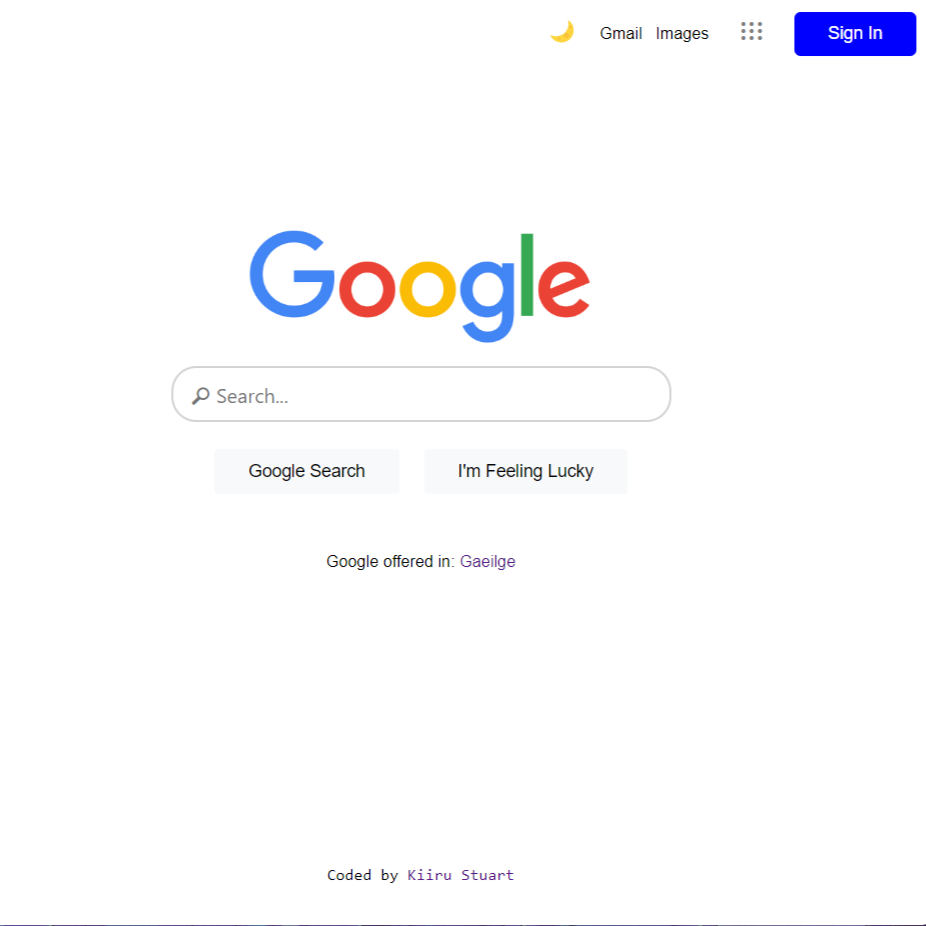 Gmail Images Sign In
Google
Search...
Google Search I'm Feeling Lucky
Google offered in: Gaeilge
Coded by Kiiru Stuart